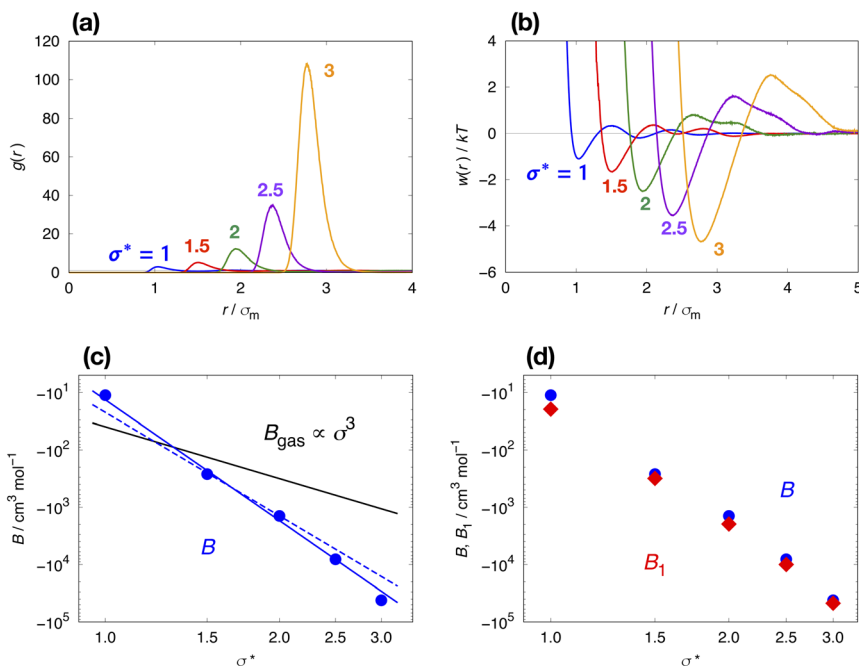 (a)
120
100
80
60
40
20
0
g(r)
σ* = 1
1.5
2
2.5
3
0 1 2 3 4
r / σm
(b)
4
2
0
−2
−4
−6
w(r) / kT
σ* = 1
1.5
2
2.5
3
0 1 2 3 4 5
r / σm
(c)
−10¹
−10²
−10³
−10⁴
−10⁵
B / cm³ mol⁻¹
Bgas ∝ σ³
B
1.0 1.5 2.0 2.5 3.0
σ*
(d)
−10¹
−10²
−10³
−10⁴
−10⁵
B, B₁ / cm³ mol⁻¹
B
B₁
1.0 1.5 2.0 2.5 3.0
σ*